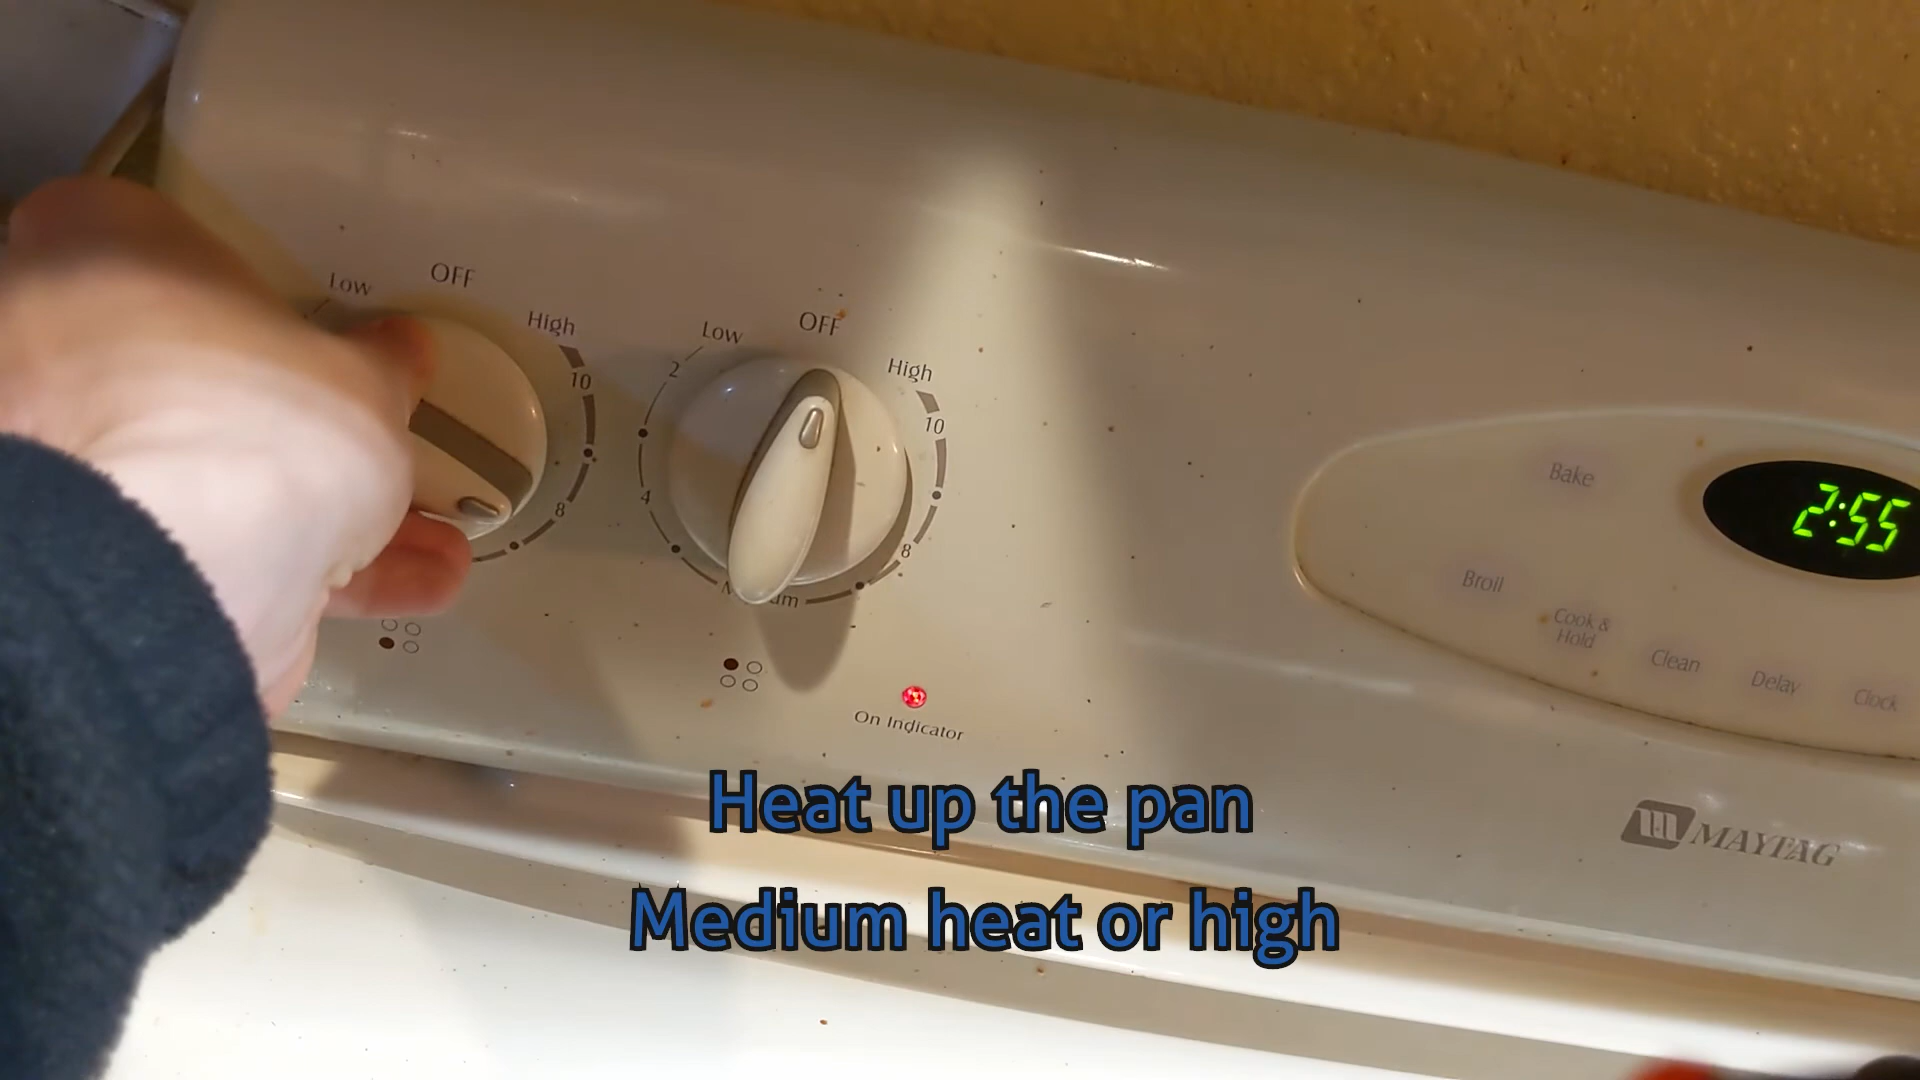 Low
OFF
High
10
8
Low
OFF
High
2
10
4
8
On Indicator
Bake
2:55
Broil
Cook &
Hold
Clean
Delay
Clock
MAYTAG
Heat up the pan
Medium heat or high